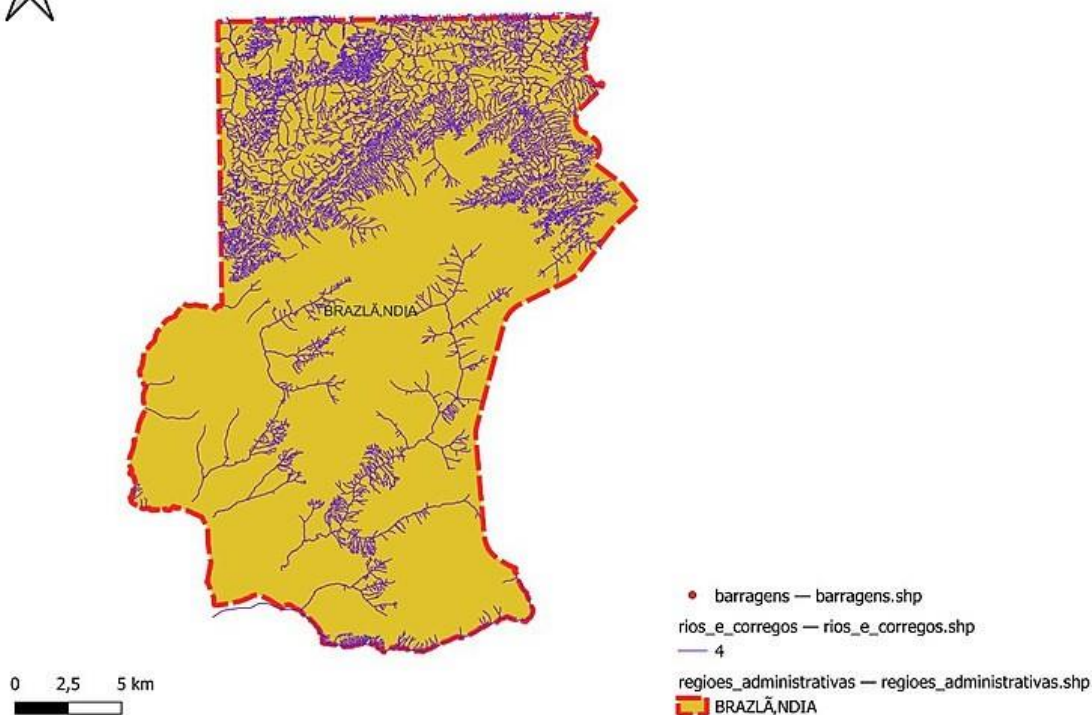 BRAZLÃ‚NDIA
barragens — barragens.shp
rios_e_corregos — rios_e_corregos.shp
4
regioes_administrativas — regioes_administrativas.shp
BRAZLÃ‚NDIA
0 2,5 5 km